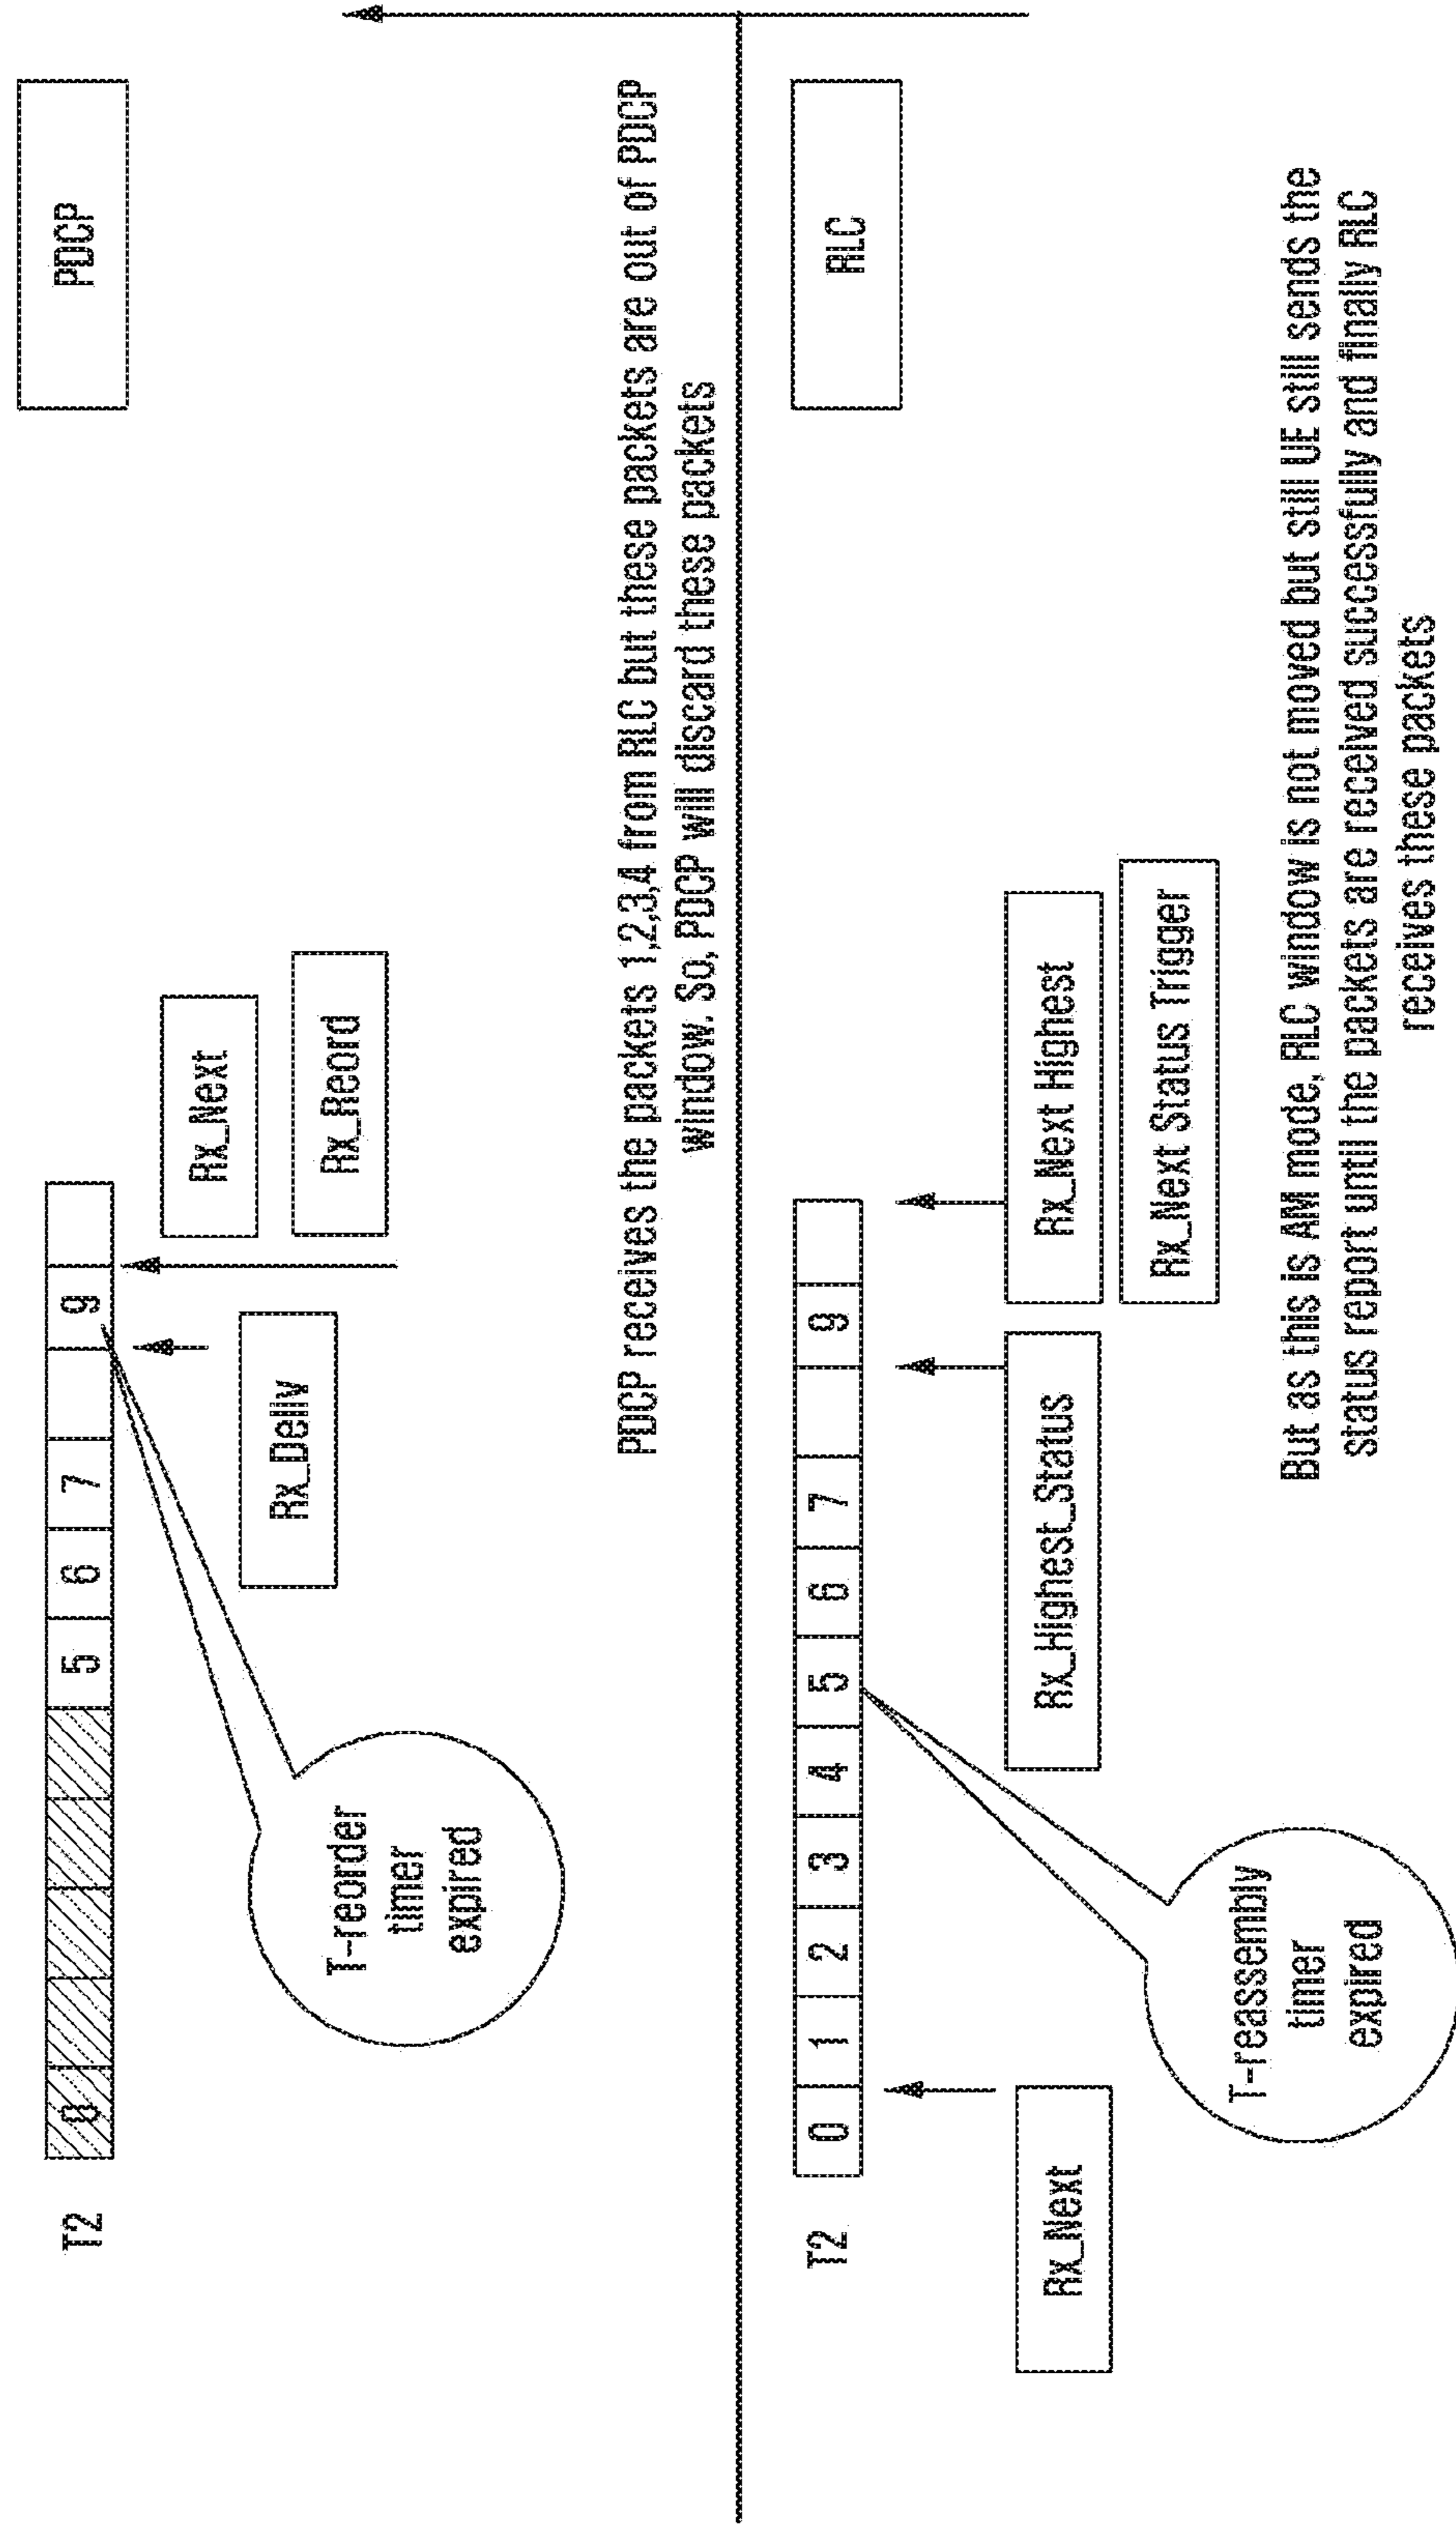 PDCP
T2
0 5 6 7 9
Rx_Next
Rx_Deliv
Rx_Reord
T-reorder
timer
expired
PDCP receives the packets 1,2,3,4 from RLC but these packets are out of PDCP
window. So, PDCP will discard these packets
RLC
T2
0 1 2 3 4 5 6 7 9
Rx_Next
Rx_Highest_Status
Rx_Next Highest
Rx_Next Status Trigger
T-reassembly
timer
expired
But as this is AM mode, RLC window is not moved but still UE still sends the
status report until the packets are received successfully and finally RLC
receives these packets